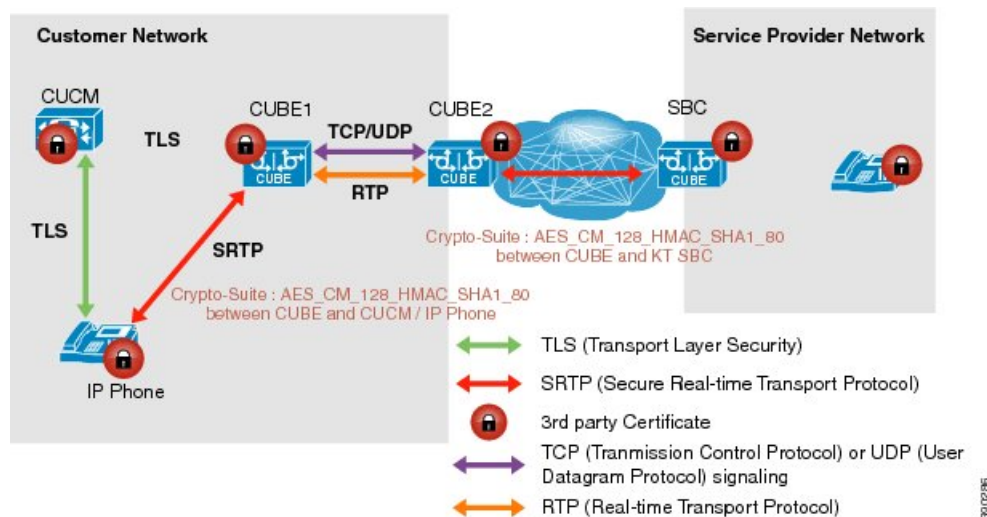 Customer Network
Service Provider Network
CUCM
TLS
CUBE1
TCP/UDP
CUBE2
SBC
CUBE
RTP
CUBE
CUBE
TLS
SRTP
Crypto-Suite : AES_CM_128_HMAC_SHA1_80
between CUBE and KT SBC
Crypto-Suite : AES_CM_128_HMAC_SHA1_80
between CUBE and CUCM / IP Phone
IP Phone
TLS (Transport Layer Security)
SRTP (Secure Real-time Transport Protocol)
3rd party Certificate
TCP (Tranmission Control Protocol) or UDP (User
Datagram Protocol) signaling
RTP (Real-time Transport Protocol)